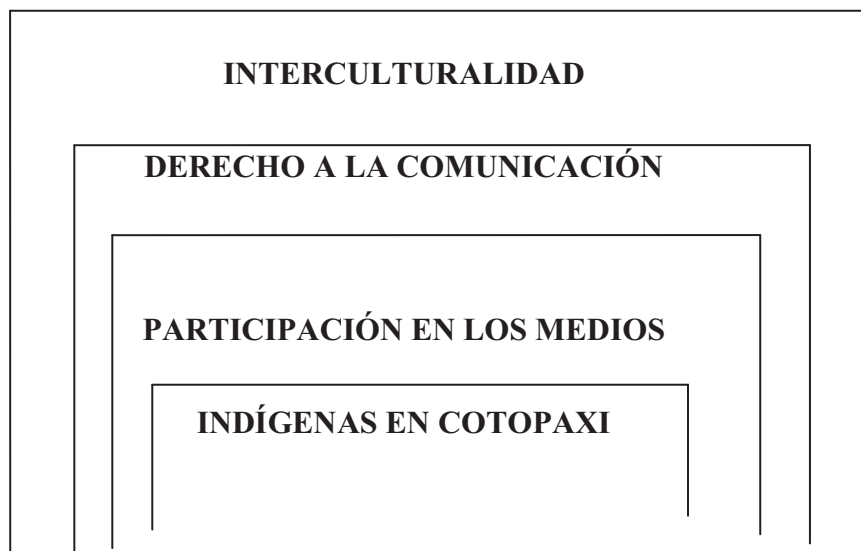 INTERCULTURALIDAD
DERECHO A LA COMUNICACIÓN
PARTICIPACIÓN EN LOS MEDIOS
INDÍGENAS EN COTOPAXI